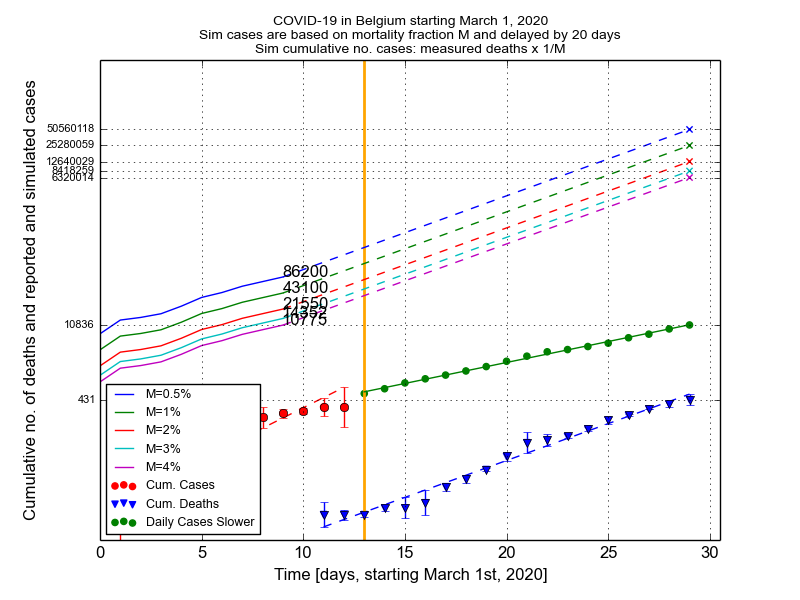 COVID-19 in Belgium starting March 1, 2020
Sim cases are based on mortality fraction M and delayed by 20 days
Sim cumulative no. cases: measured deaths x 1/M
Cumulative no. of deaths and reported and simulated cases
50560118
25280059
12640029
8418259
6320014
10836
431
86200
43100
21550
14352
10775
M=0.5%
M=1%
M=2%
M=3%
M=4%
Cum. Cases
Cum. Deaths
Daily Cases Slower
0 5 10 15 20 25 30
Time [days, starting March 1st, 2020]